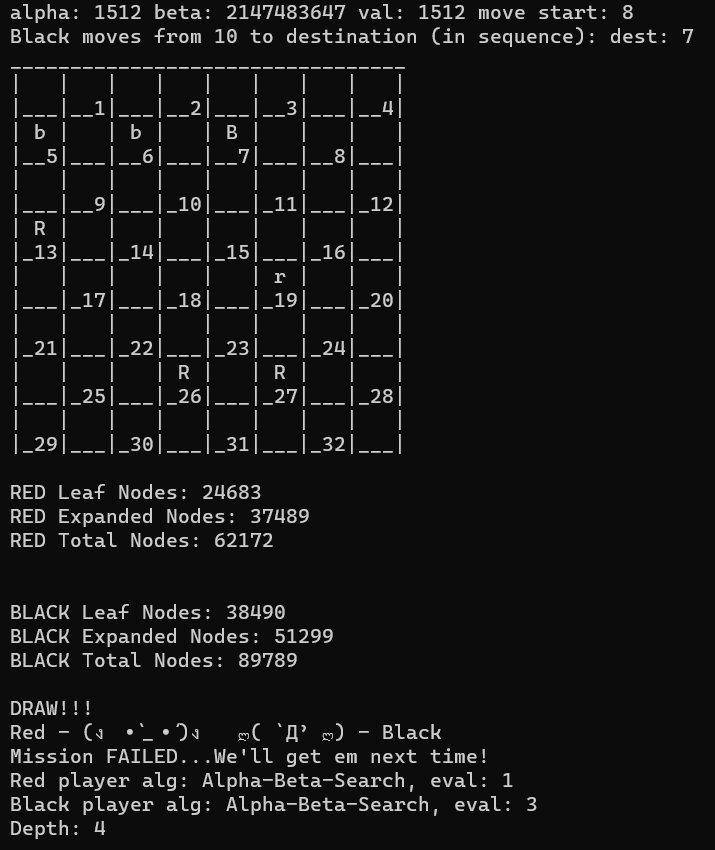 alpha: 1512 beta: 2147483647 val: 1512 move start: 8
Black moves from 10 to destination (in sequence): dest: 7
_________________________________
|   |   |   |   |   |   |   |   |
|___|__1|___|__2|___|__3|___|__4|
| b |   | b |   | B |   |   |   |
|__5|___|__6|___|__7|___|__8|___|
|   |   |   |   |   |   |   |   |
|___|__9|___|_10|___|_11|___|_12|
| R |   |   |   |   |   |   |   |
|_13|___|_14|___|_15|___|_16|___|
|   |   |   |   |   | r |   |   |
|___|_17|___|_18|___|_19|___|_20|
|   |   |   |   |   |   |   |   |
|_21|___|_22|___|_23|___|_24|___|
|   |   |   | R |   | R |   |   |
|___|_25|___|_26|___|_27|___|_28|
|   |   |   |   |   |   |   |   |
|_29|___|_30|___|_31|___|_32|___|
RED Leaf Nodes: 24683
RED Expanded Nodes: 37489
RED Total Nodes: 62172
BLACK Leaf Nodes: 38490
BLACK Expanded Nodes: 51299
BLACK Total Nodes: 89789
DRAW!!!
Red - (ง •̀_•́)ง   ლ( `Д’ ლ) - Black
Mission FAILED...We'll get em next time!
Red player alg: Alpha-Beta-Search, eval: 1
Black player alg: Alpha-Beta-Search, eval: 3
Depth: 4